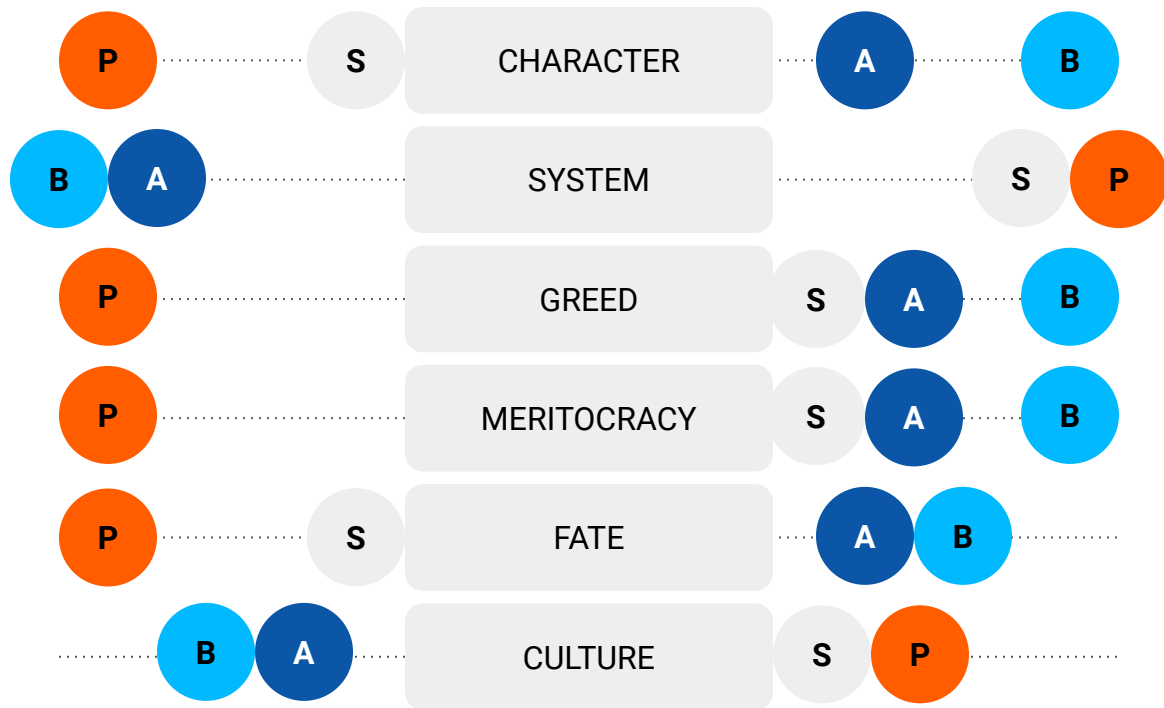 P S CHARACTER A B
B A SYSTEM S P
P GREED S A B
P MERITOCRACY S A B
P S FATE A B
B A CULTURE S P